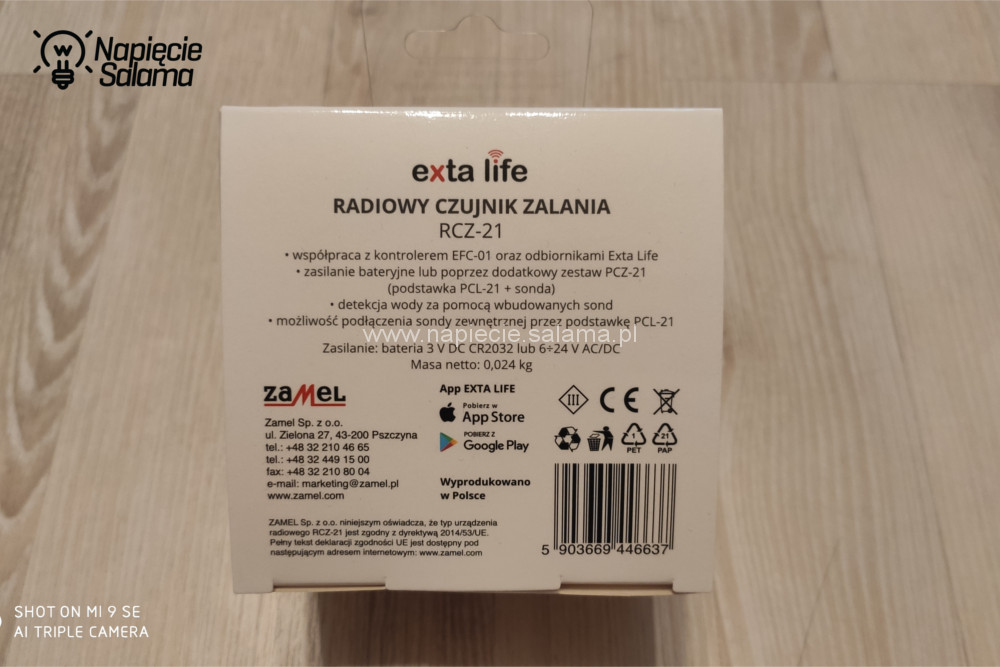 Napięcie
Salama
exta life
RADIOWY CZUJNIK ZALANIA
RCZ-21
• współpraca z kontrolerem EFC-01 oraz odbiornikami Exta Life
• zasilanie bateryjne lub poprzez dodatkowy zestaw PCZ-21
(podstawka PCL-21 + sonda)
• detekcja wody za pomocą wbudowanych sond
• możliwość podłączenia sondy zewnętrznej przez podstawkę PCL-21
www.napiecie.salama.pl
Zasilanie: bateria 3 V DC CR2032 lub 6÷24 V AC/DC
Masa netto: 0,024 kg
ZAMEL
Zamel Sp. z o.o.
ul. Zielona 27, 43-200 Pszczyna
tel.: +48 32 210 46 65
tel.: +48 32 449 15 00
fax: +48 32 210 80 04
e-mail: marketing@zamel.pl
www.zamel.com
App EXTA LIFE
Pobierz w
App Store
POBIERZ Z
Google Play
Wyprodukowano
w Polsce
III
CE
1
PET
21
PAP
ZAMEL Sp. z o.o. niniejszym oświadcza, że typ urządzenia
radiowego RCZ-21 jest zgodny z dyrektywą 2014/53/UE.
Pełny tekst deklaracji zgodności UE jest dostępny pod
następującym adresem internetowym: www.zamel.com
5 903669 446637
SHOT ON MI 9 SE
AI TRIPLE CAMERA